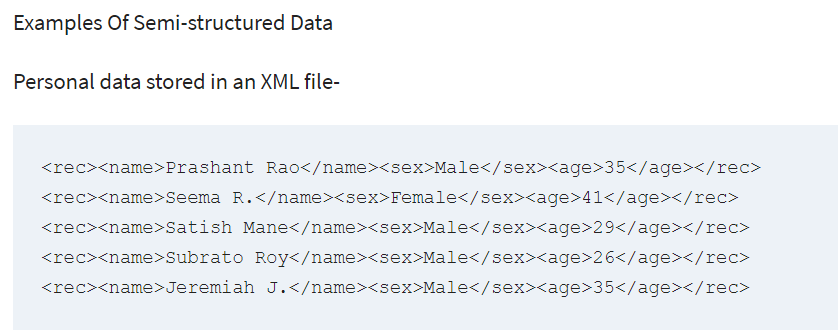 Examples Of Semi-structured Data
Personal data stored in an XML file-
<rec><name>Prashant Rao</name><sex>Male</sex><age>35</age></rec>
<rec><name>Seema R.</name><sex>Female</sex><age>41</age></rec>
<rec><name>Satish Mane</name><sex>Male</sex><age>29</age></rec>
<rec><name>Subrato Roy</name><sex>Male</sex><age>26</age></rec>
<rec><name>Jeremiah J.</name><sex>Male</sex><age>35</age></rec>